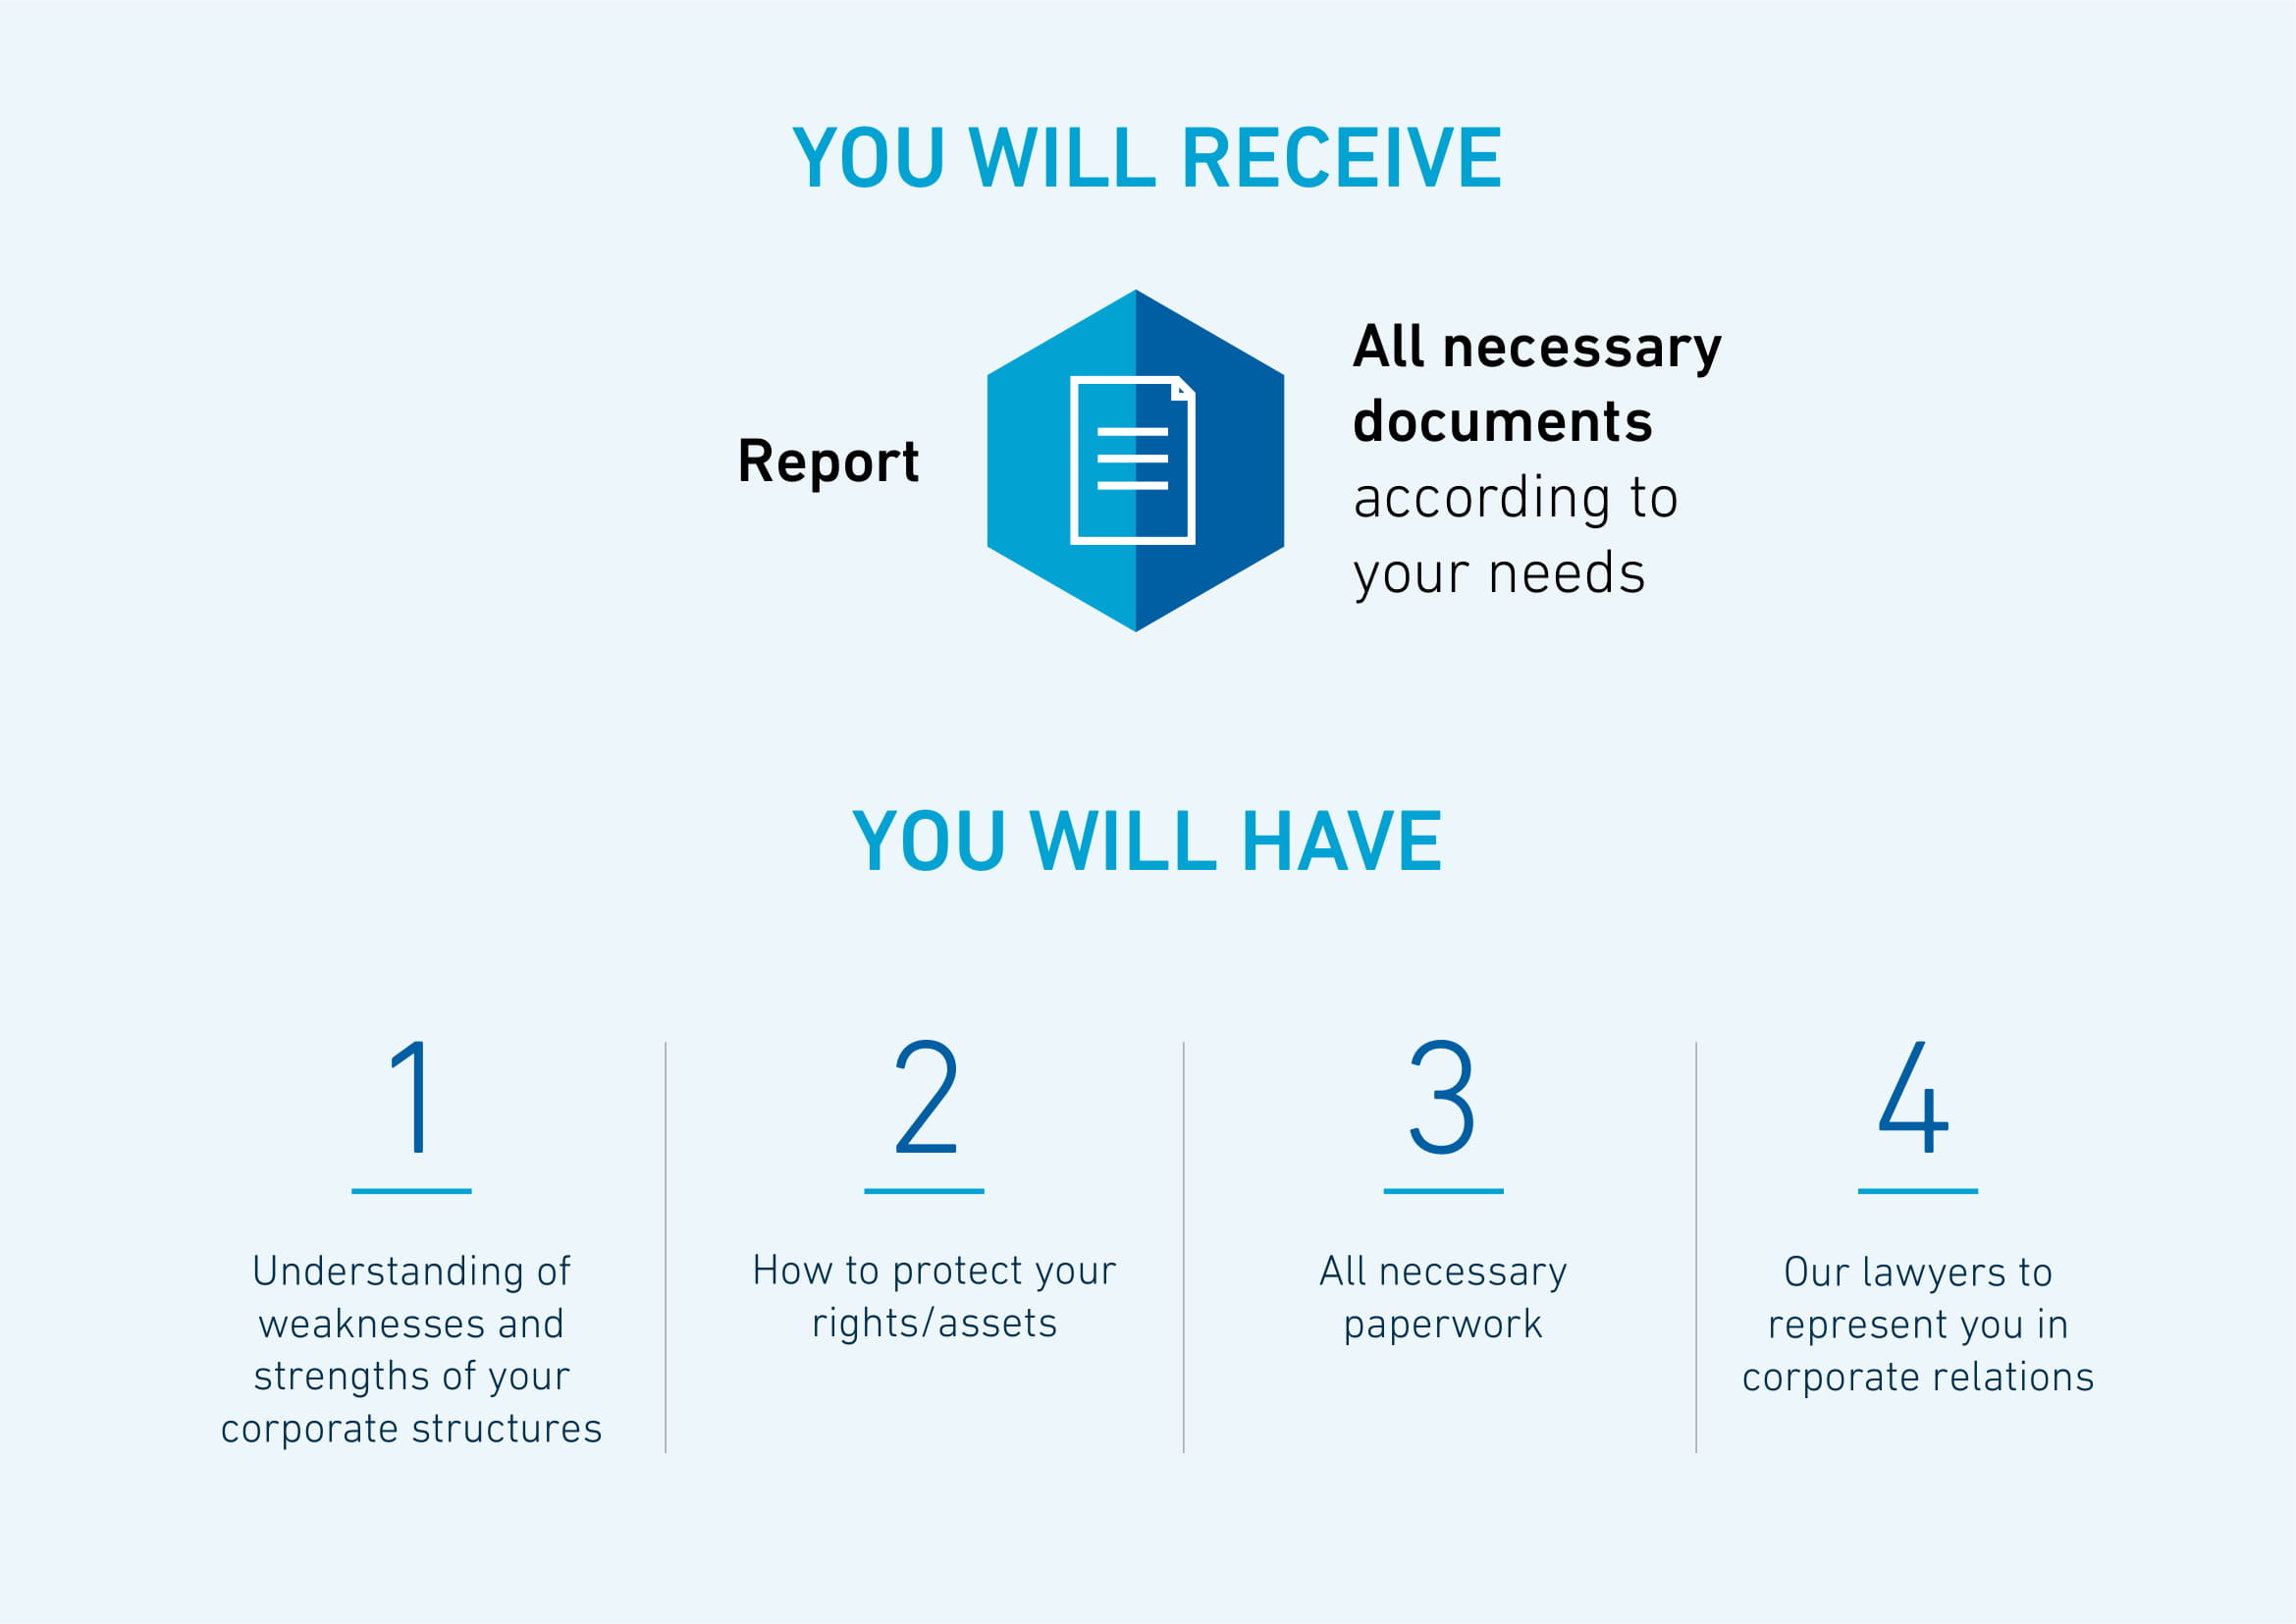 YOU WILL RECEIVE
Report
All necessary
documents
according to
your needs
YOU WILL HAVE
1
Understanding of
weaknesses and
strengths of your
corporate structures
2
How to protect your
rights/assets
3
All necessary
paperwork
4
Our lawyers to
represent you in
corporate relations